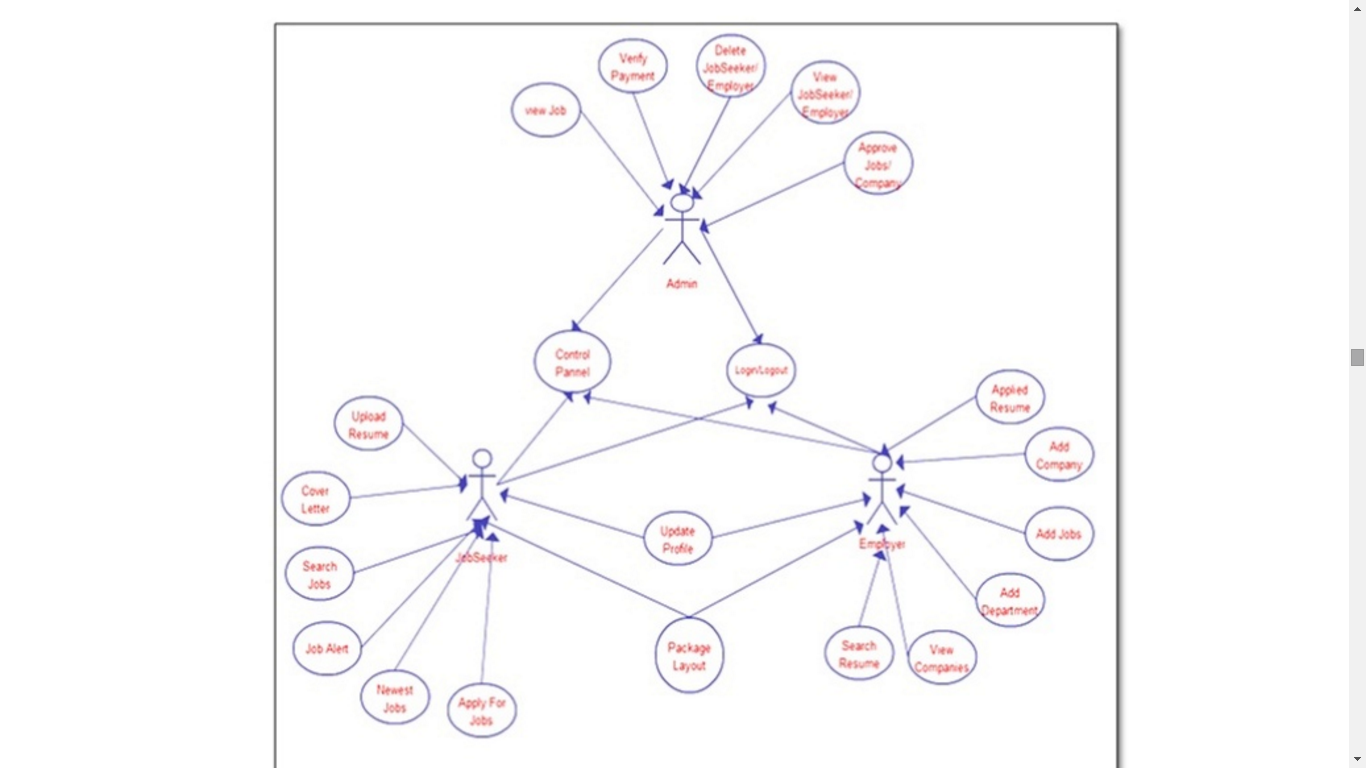 Verify
Payment
Delete
JobSeeker/
Employer
View
JobSeeker/
Employer
view Job
Approve
Jobs/
Company
Admin
Control
Pannel
Login/Logout
Applied
Resume
Upload
Resume
Add
Company
Cover
Letter
Update
Profile
Add Jobs
Employer
JobSeeker
Search
Jobs
Add
Department
Job Alert
Package
Layout
Search
Resume
View
Companies
Newest
Jobs
Apply For
Jobs